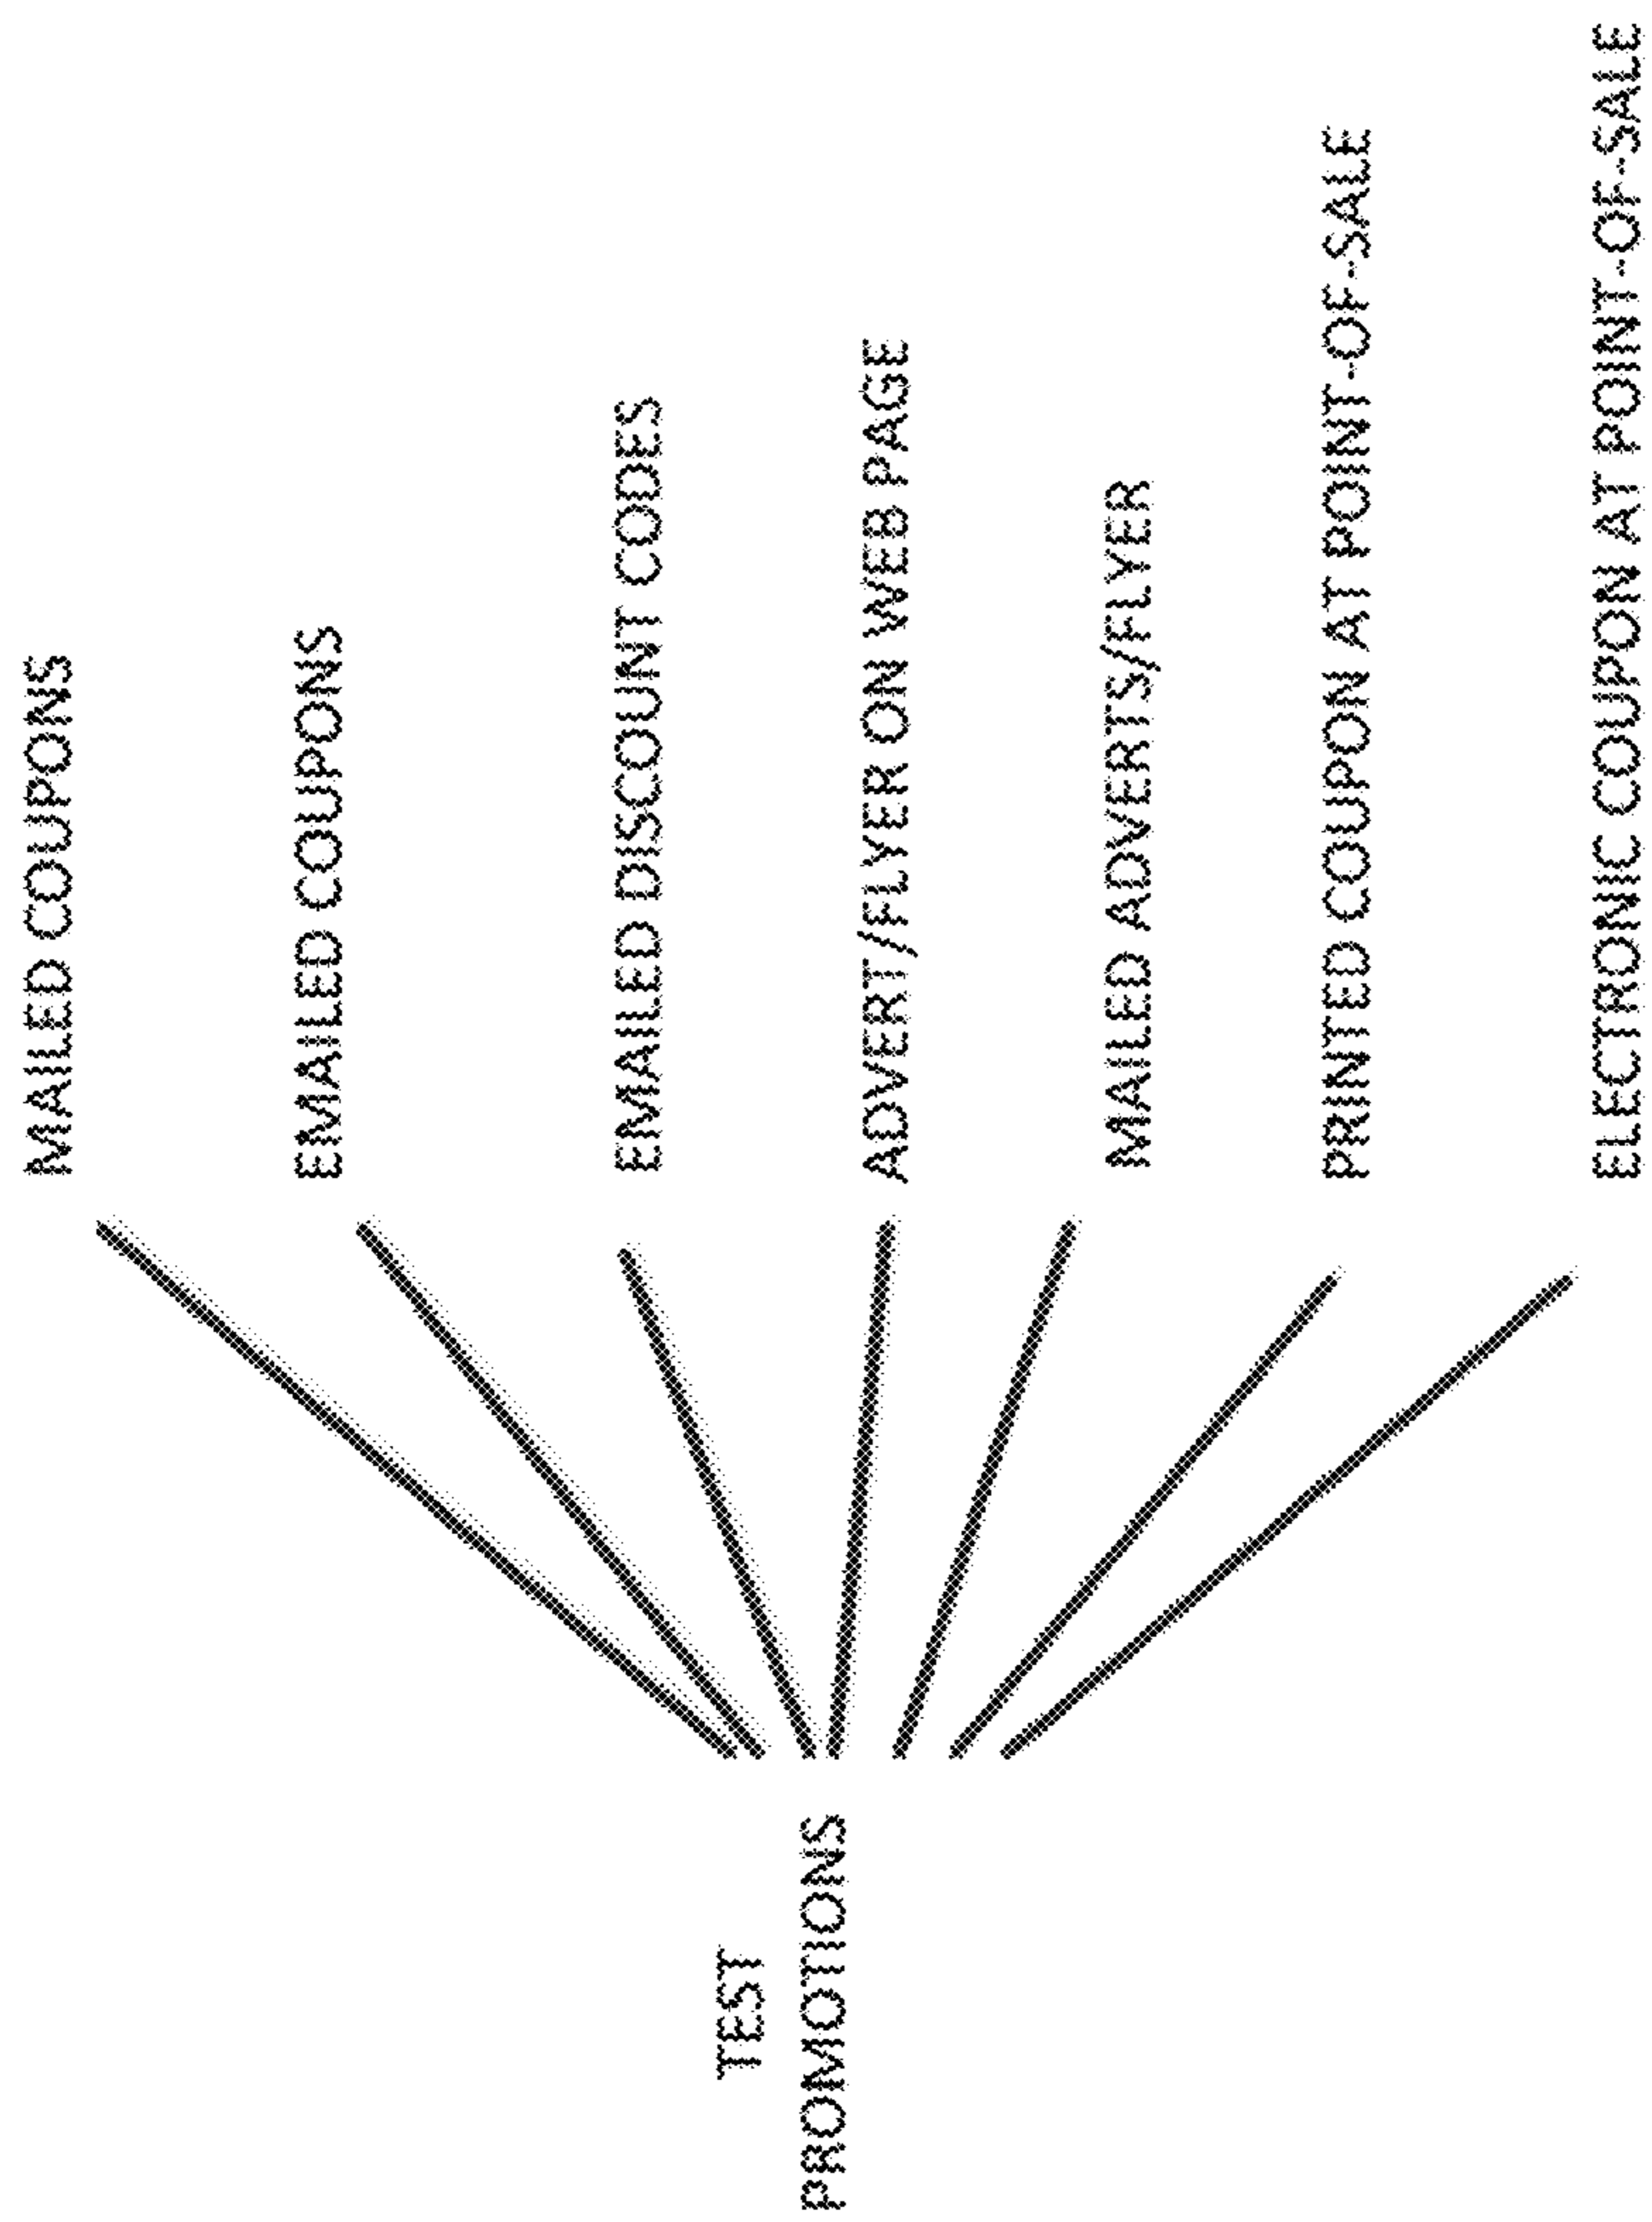 TEST
PROMOTIONS
MAILED COUPONS
EMAILED COUPONS
EMAILED DISCOUNT CODES
ADVERT/FLYER ON WEB PAGE
MAILED ADVERTS/FLYER
PRINTED COUPON AT POINT-OF-SALE
ELECTRONIC COUPON AT POINT-OF-SALE